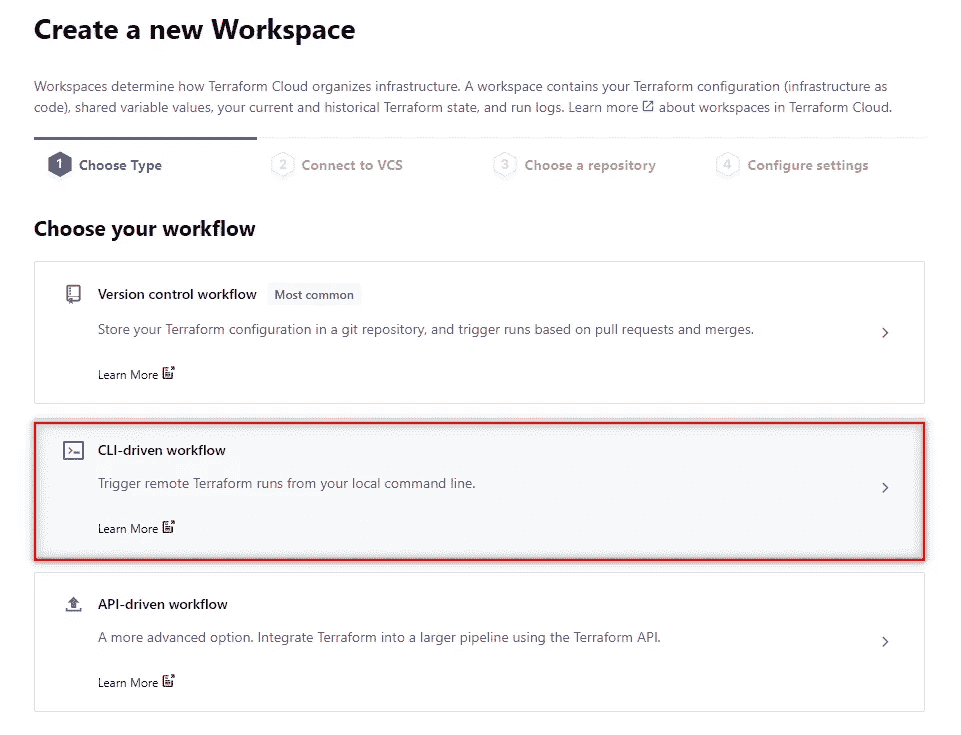 Create a new Workspace
Workspaces determine how Terraform Cloud organizes infrastructure. A workspace contains your Terraform configuration (infrastructure as
code), shared variable values, your current and historical Terraform state, and run logs. Learn more about workspaces in Terraform Cloud.
1 Choose Type 2 Connect to VCS 3 Choose a repository 4 Configure settings
Choose your workflow
Version control workflow Most common
Store your Terraform configuration in a git repository, and trigger runs based on pull requests and merges.
Learn More
CLI-driven workflow
Trigger remote Terraform runs from your local command line.
Learn More
API-driven workflow
A more advanced option. Integrate Terraform into a larger pipeline using the Terraform API.
Learn More